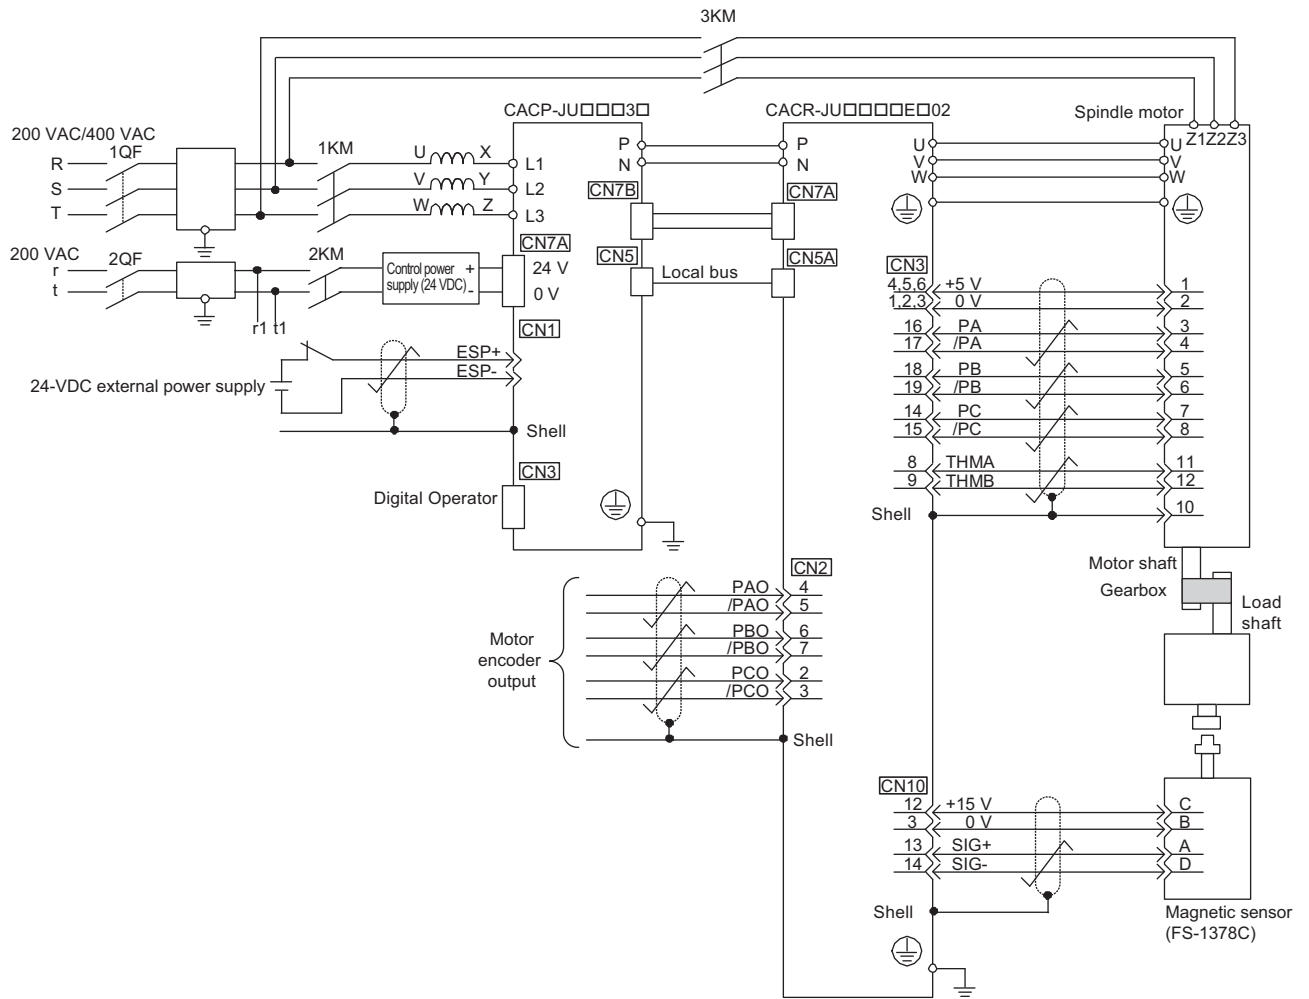 3KM
CACP-JU□□□3□
CACR-JU□□□□E□02
Spindle motor
Z1 Z2 Z3
200 VAC/400 VAC
R
S
T
1QF
1KM
U X
V Y
W Z
L1
L2
L3
P
N
P
N
U
V
W
U
V
W
CN7B
CN7A
CN5
Local bus
CN5A
200 VAC
r
t
2QF
r1 t1
2KM
Control power
supply (24 VDC)
+
-
CN7A
24 V
0 V
CN1
ESP+
ESP-
24-VDC external power supply
Shell
CN3
Digital Operator
CN3
4,5,6 +5 V 1
1,2,3 0 V 2
16 PA 3
17 /PA 4
18 PB 5
19 /PB 6
14 PC 7
15 /PC 8
8 THMA 11
9 THMB 12
Shell 10
Motor shaft
Gearbox
Load
shaft
CN2
PAO 4
/PAO 5
PBO 6
/PBO 7
PCO 2
/PCO 3
Shell
Motor
encoder
output
CN10
12 +15 V C
3 0 V B
13 SIG+ A
14 SIG- D
Shell
Magnetic sensor
(FS-1378C)